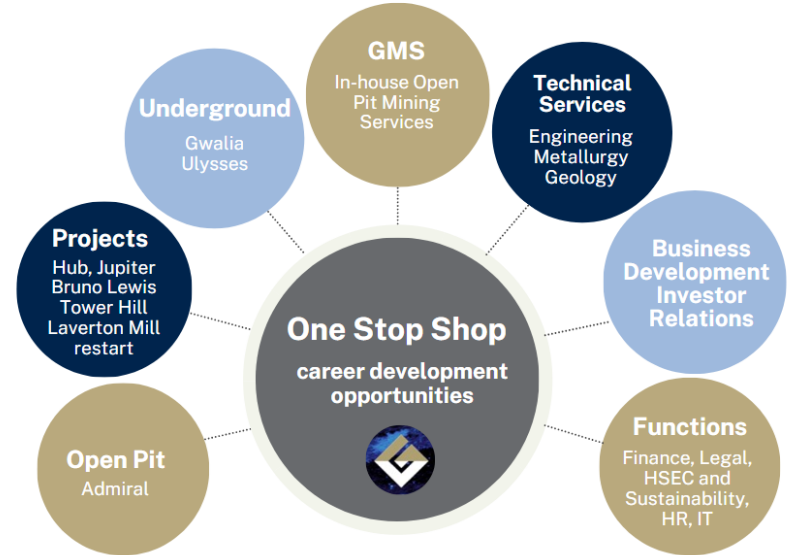 GMS
In-house Open
Pit Mining
Services
Technical
Services
Engineering
Metallurgy
Geology
Underground
Gwalia
Ulysses
Business
Development
Investor
Relations
Projects
Hub, Jupiter
Bruno Lewis
Tower Hill
Laverton Mill
restart
One Stop Shop
career development
opportunities
Open Pit
Admiral
Functions
Finance, Legal,
HSEC and
Sustainability,
HR, IT